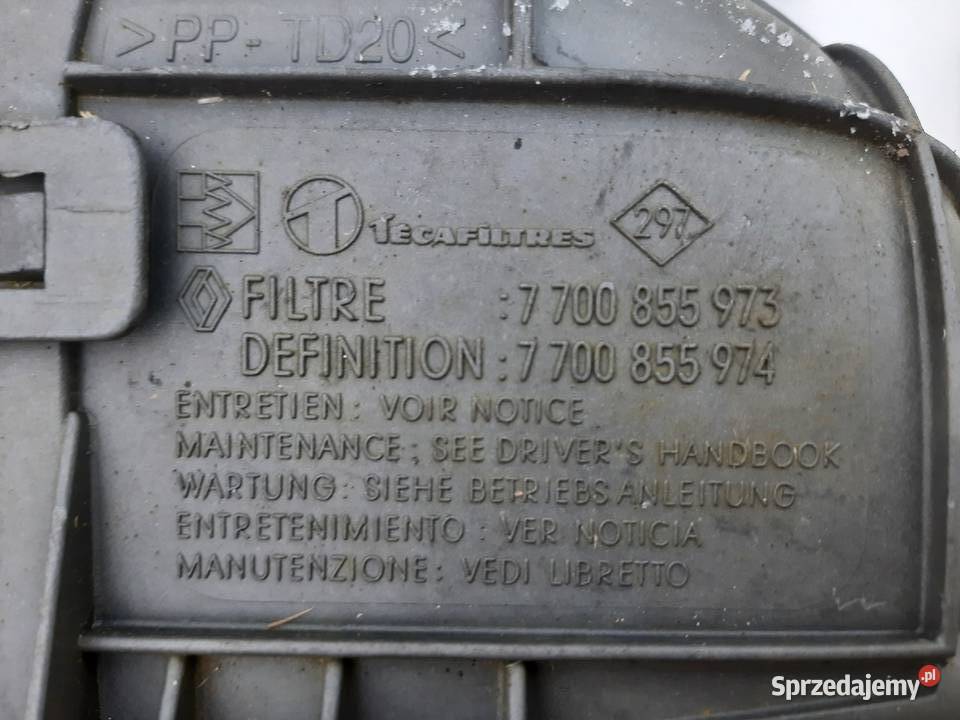 >PP-TD20<
TECAFILTRES 297
FILTRE : 7 700 855 973
DEFINITION : 7 700 855 974
ENTRETIEN : VOIR NOTICE
MAINTENANCE : SEE DRIVER'S HANDBOOK
WARTUNG : SIEHE BETRIEBSANLEITUNG
ENTRETENIMIENTO : VER NOTICIA
MANUTENZIONE : VEDI LIBRETTO
Sprzedajemy.pl